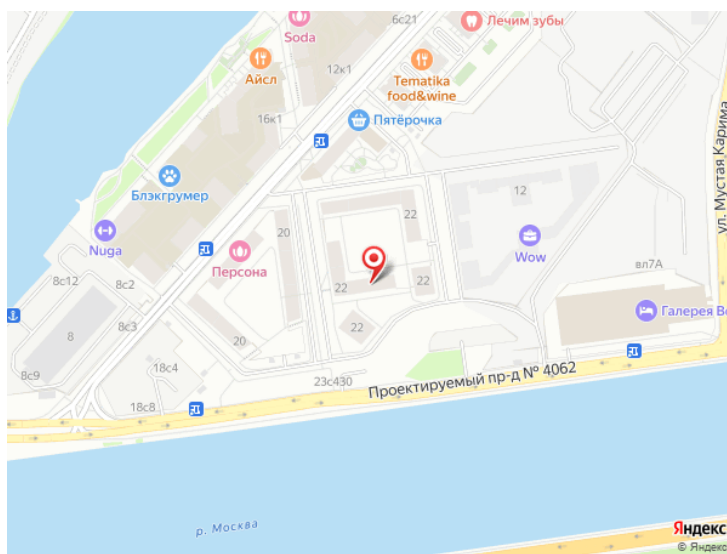 6с21
Лечим зубы
Soda
12к1
Айсл
Tematika
food&wine
16к1
Пятёрочка
ул. Мустая Карима
Блэкгрумер
12
22
20
Nuga
Персона
Wow
вл7А
8с12
8с2
22
22
Галерея Во
8
8с3
22
20
8с9
18с4
23с430
Проектируемый пр-д № 4062
18с8
р. Москва
Яндекс
© Яндекс